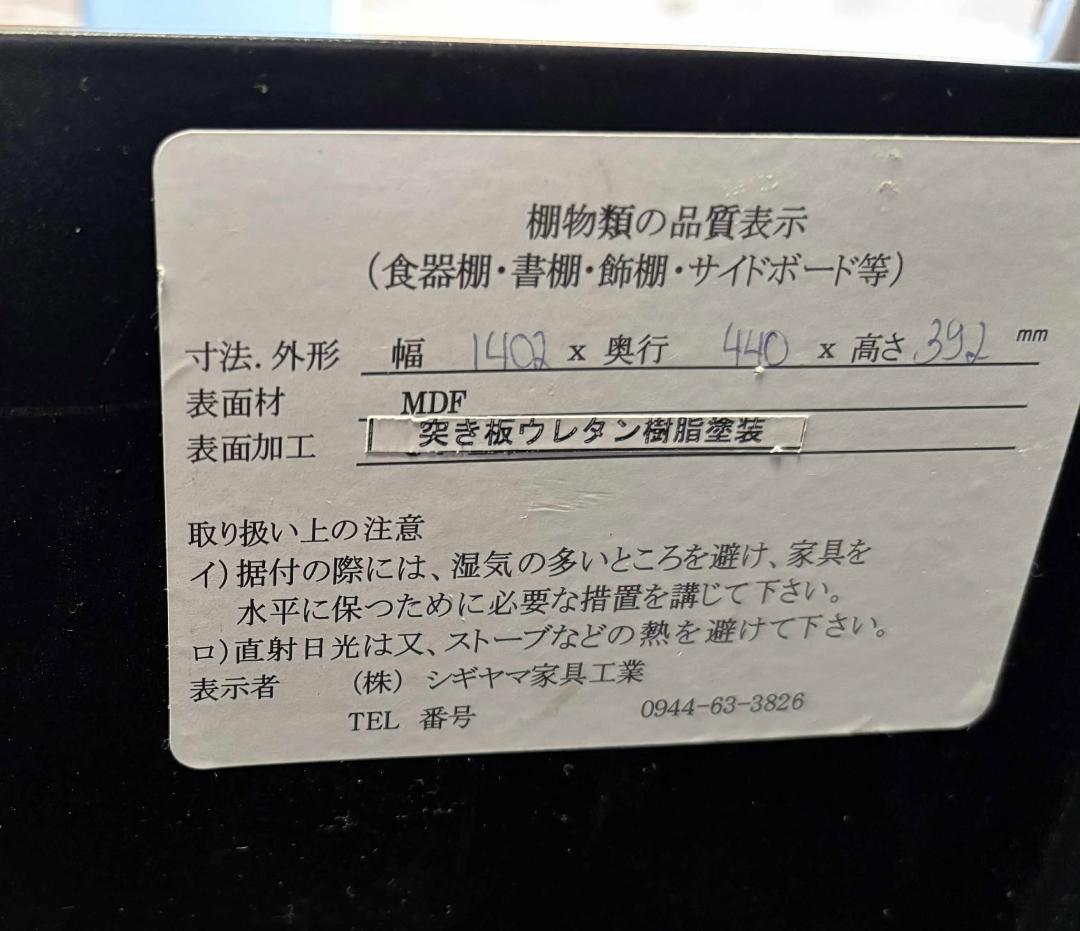 棚物類の品質表示
（食器棚・書棚・飾棚・サイドボード等）
寸法.外形 幅 1402 x 奥行 440 x 高さ 392 mm
表面材 MDF
表面加工 突き板ウレタン樹脂塗装
取り扱い上の注意
イ）据付の際には、湿気の多いところを避け、家具を
水平に保つために必要な措置を講じて下さい。
ロ）直射日光は又、ストーブなどの熱を避けて下さい。
表示者 （株） シギヤマ家具工業
TEL 番号 0944-63-3826